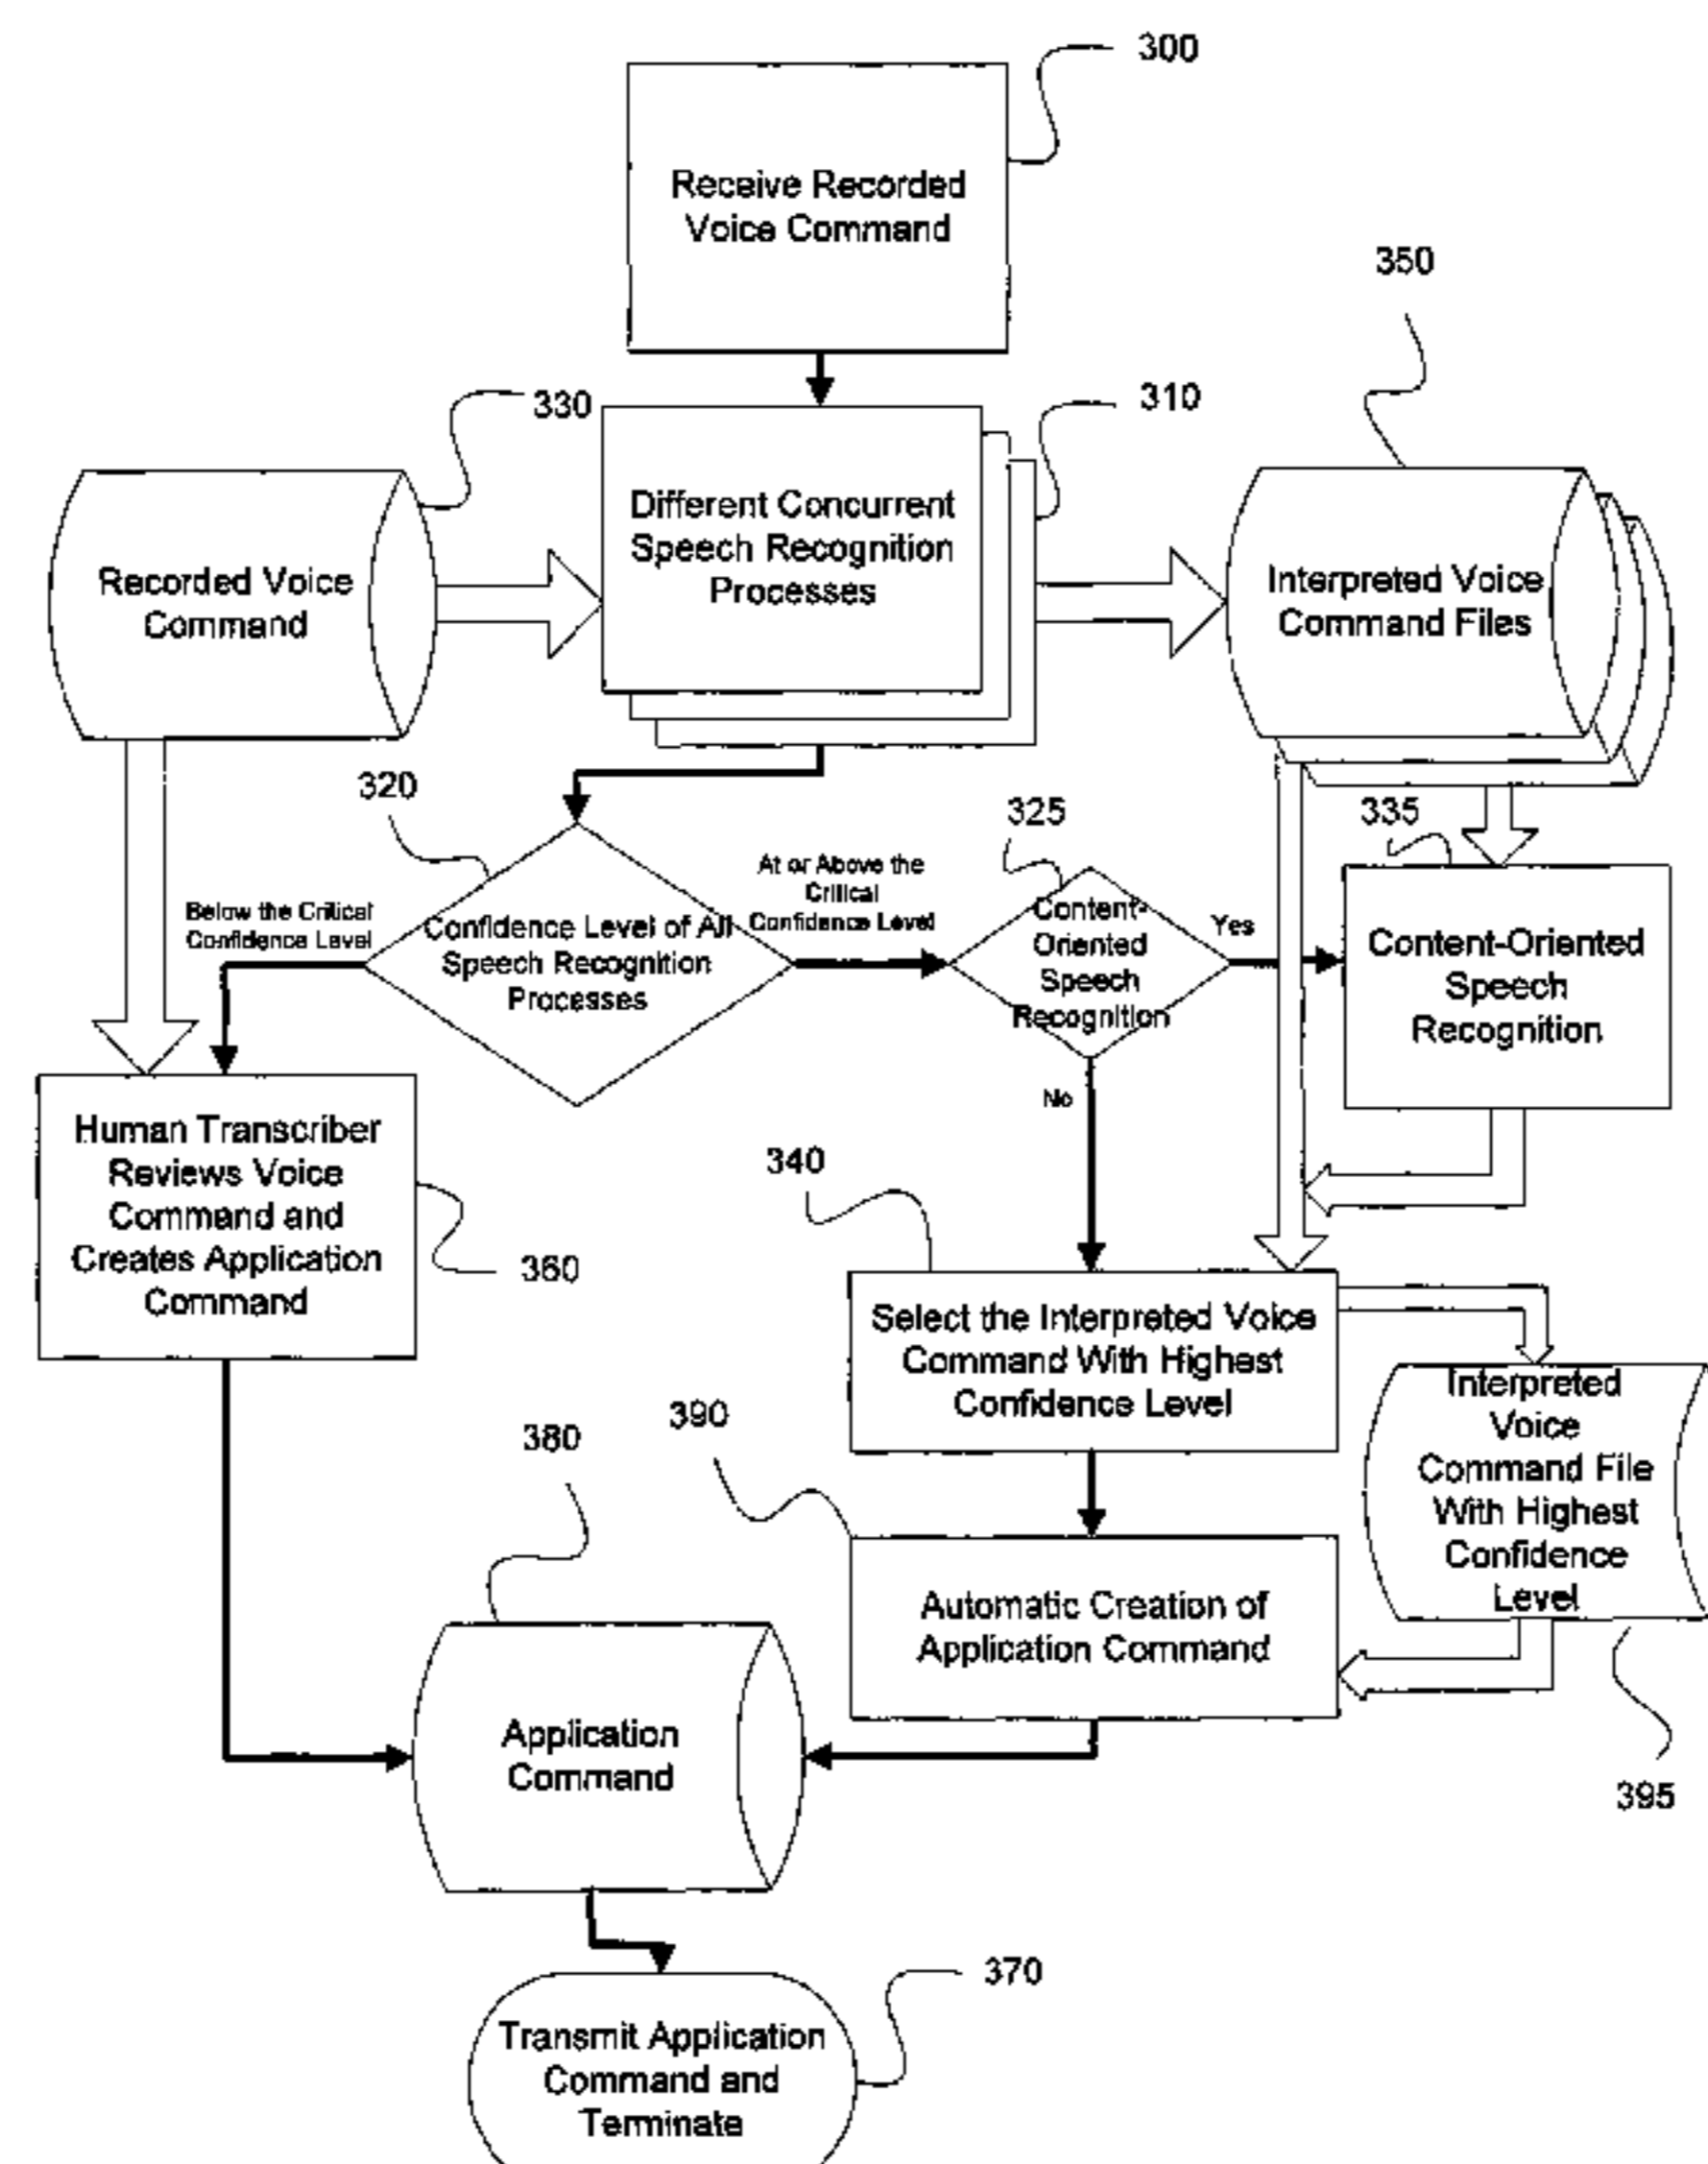 300
Receive Recorded
Voice Command
350
330
310
Recorded Voice
Command
Different Concurrent
Speech Recognition
Processes
Interpreted Voice
Command Files
320
325
335
Below the Critical
Confidence Level
Confidence Level of All
Speech Recognition
Processes
At or Above the
Critical
Confidence Level
Content-
Oriented
Speech
Recognition
Yes
Content-Oriented
Speech
Recognition
No
Human Transcriber
Reviews Voice
Command and
Creates Application
Command
360
340
Select the Interpreted Voice
Command With Highest
Confidence Level
Interpreted
Voice
Command File
With Highest
Confidence
Level
390
380
Automatic Creation of
Application Command
Application
Command
395
370
Transmit Application
Command and
Terminate